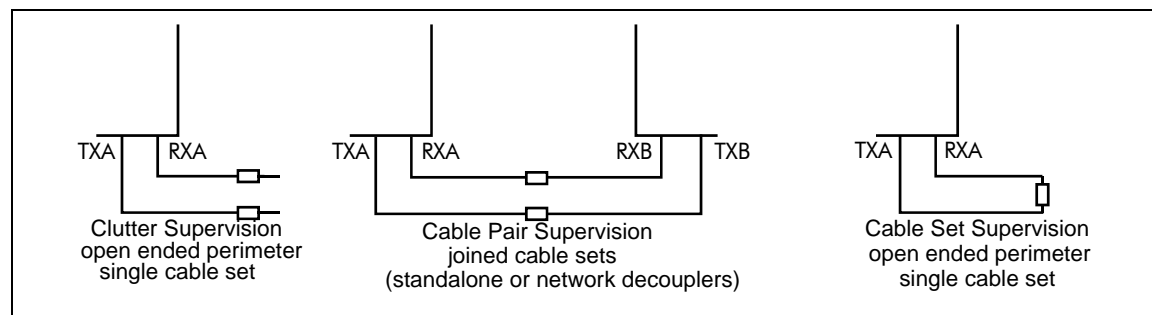 TXA RXA
Clutter Supervision
open ended perimeter
single cable set
TXA RXA RXB TXB
Cable Pair Supervision
joined cable sets
(standalone or network decouplers)
TXA RXA
Cable Set Supervision
open ended perimeter
single cable set